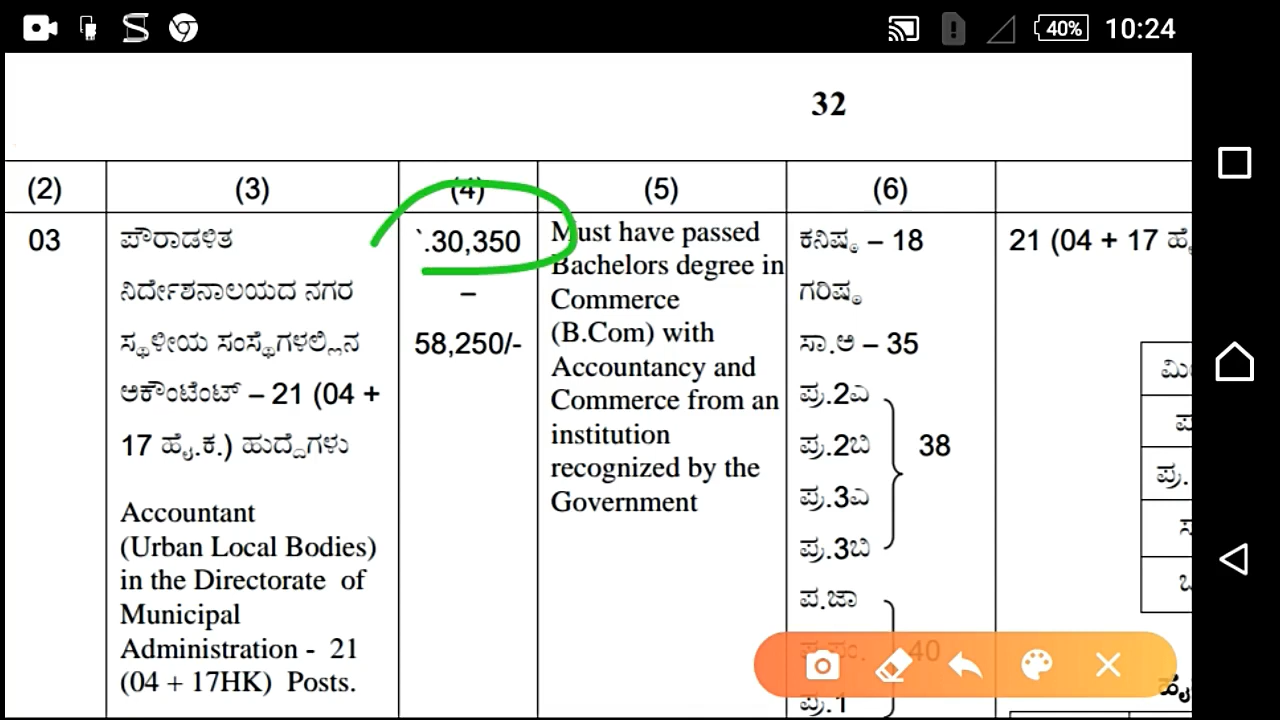 40% 10:24
32
(2) (3) (4) (5) (6)
03
ಪೌರಾಡಳಿತ
ನಿರ್ದೇಶನಾಲಯದ ನಗರ
ಸ್ಥಳೀಯ ಸಂಸ್ಥೆಗಳಲ್ಲಿನ
ಅಕೌಂಟೆಂಟ್ – 21 (04 +
17 ಹೈ.ಕ.) ಹುದ್ದೆಗಳು
Accountant
(Urban Local Bodies)
in the Directorate of
Municipal
Administration - 21
(04 + 17HK) Posts.
`.30,350
–
58,250/-
Must have passed
Bachelors degree in
Commerce
(B.Com) with
Accountancy and
Commerce from an
institution
recognized by the
Government
ಕನಿಷ್ಠ – 18
ಗರಿಷ್ಠ
ಸಾ.ಅ – 35
ಪ್ರ.2ಎ
ಪ್ರ.2ಬಿ 38
ಪ್ರ.3ಎ
ಪ್ರ.3ಬಿ
ಪ.ಜಾ
ಪ.ಪಂ. 40
ಪ್ರ.1
21 (04 + 17